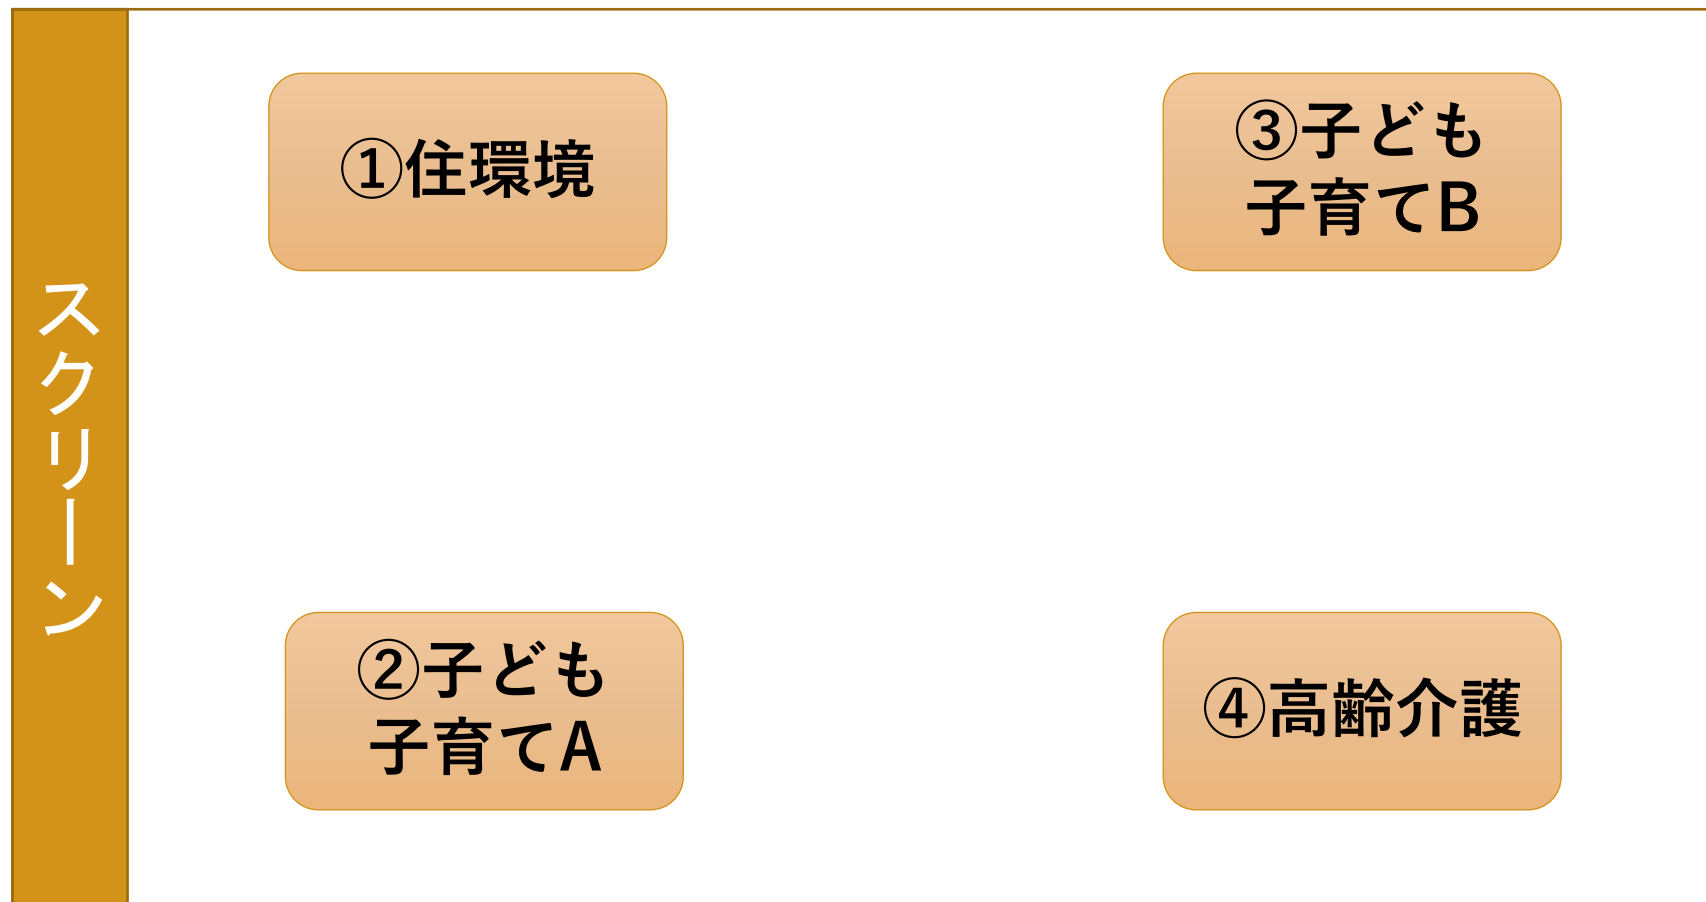 スクリーン
①住環境
②子ども
子育てA
③子ども
子育てB
④高齢介護